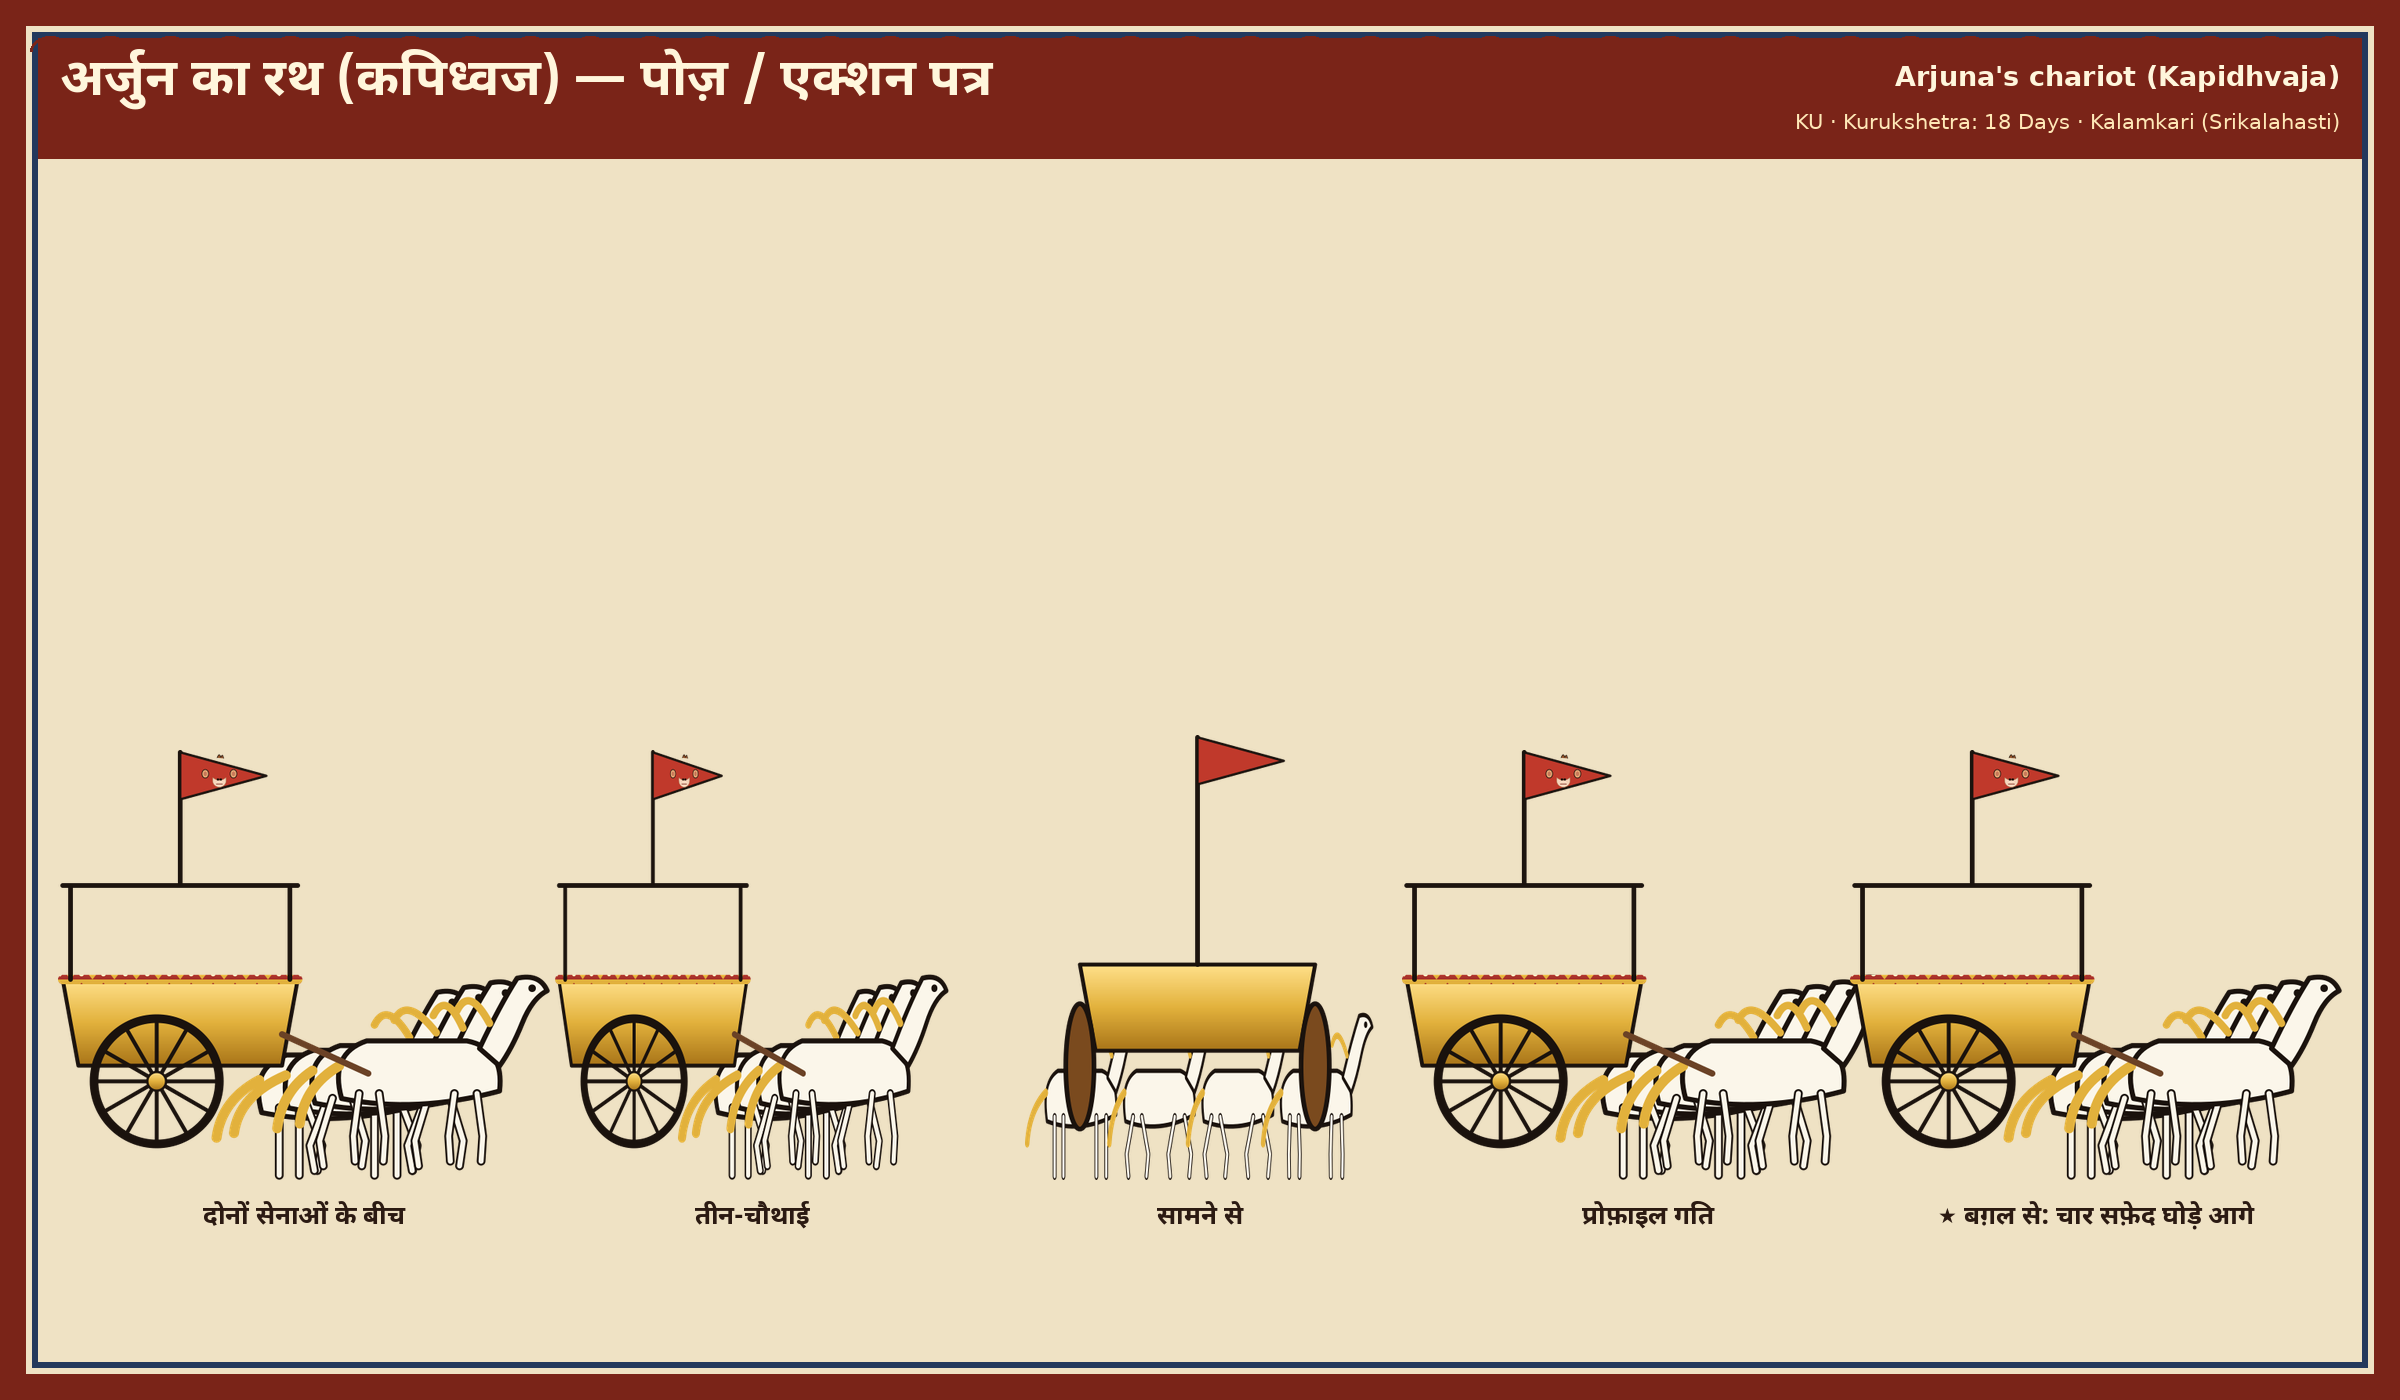 अर्जुन का रथ (कपिध्वज) — पोज़ / एक्शन पत्र
Arjuna's chariot (Kapidhvaja)
KU · Kurukshetra: 18 Days · Kalamkari (Srikalahasti)
दोनों सेनाओं के बीच
तीन-चौथाई
सामने से
प्रोफ़ाइल गति
★ बग़ल से: चार सफ़ेद घोड़े आगे